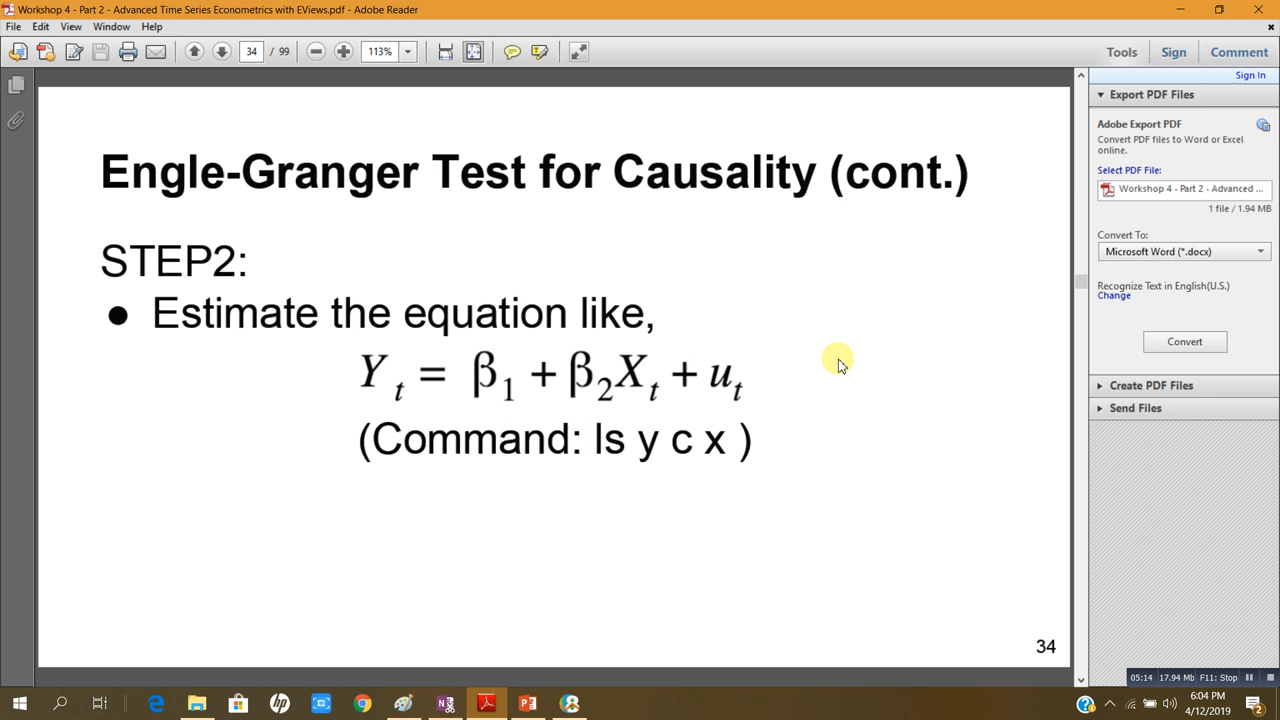 Workshop 4 - Part 2 - Advanced Time Series Econometrics with EViews.pdf - Adobe Reader
File Edit View Window Help
34 / 99 113% Tools Sign Comment
Sign In
Export PDF Files
Adobe Export PDF
Convert PDF files to Word or Excel
online.
Select PDF File:
Workshop 4 - Part 2 - Advanced ...
1 file / 1.94 MB
Convert To:
Microsoft Word (*.docx)
Recognize Text in English(U.S.)
Change
Convert
Create PDF Files
Send Files
Engle-Granger Test for Causality (cont.)
STEP2:
● Estimate the equation like,
Y t = β1 + β2Xt + ut
(Command: ls y c x )
34
05:14 17.94 MB F11: Stop
6:04 PM
4/12/2019
2